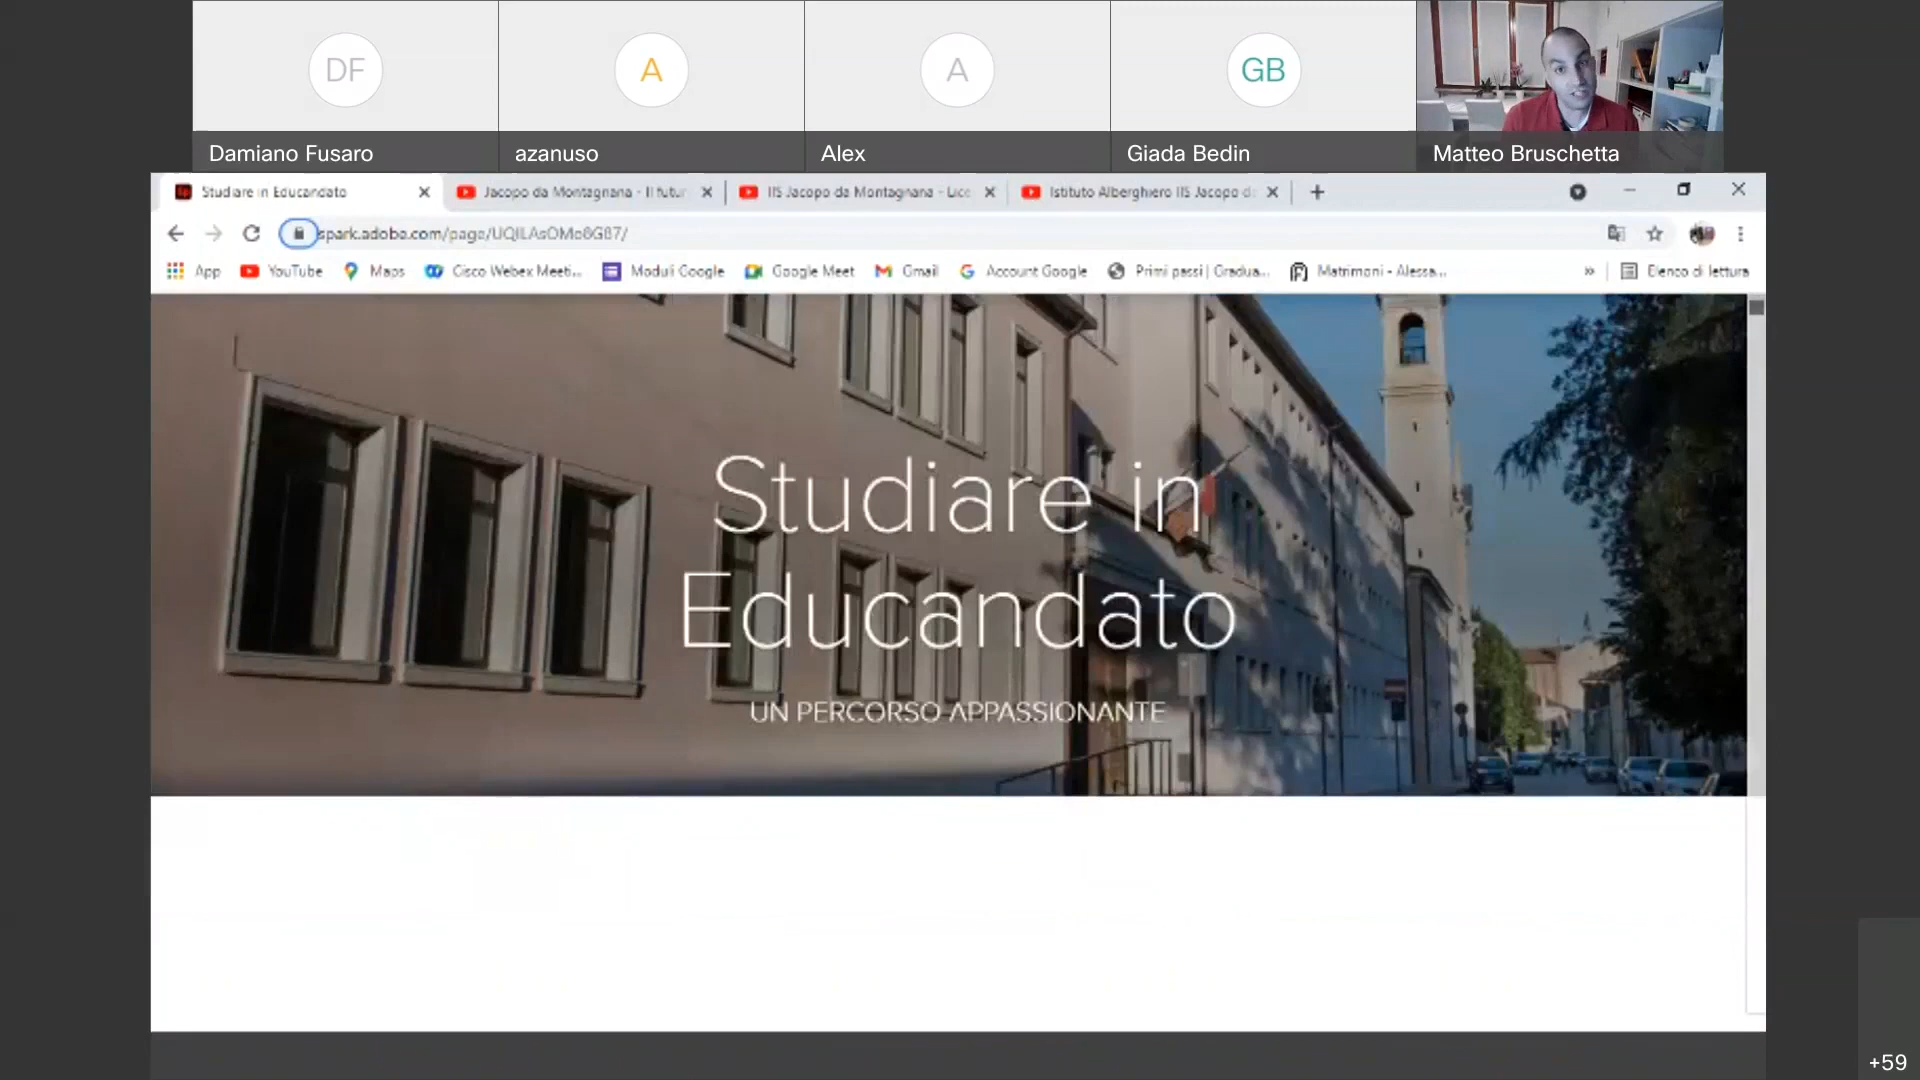 DF
A
A
GB
Damiano Fusaro
azanuso
Alex
Giada Bedin
Matteo Bruschetta
Studiare in Educandato
Jacopo da Montagnana - Il futur
IIS Jacopo da Montagnana - Lice
Istituto Alberghiero IIS Jacopo d
spark.adobe.com/page/
App
YouTube
Maps
Cisco Webex Meeti...
Moduli Google
Google Meet
Gmail
Account Google
Primi passi | Gradua...
Matrimoni - Alessa...
»
Elenco di lettura
Studiare in
Educandato
UN PERCORSO APPASSIONANTE
+59